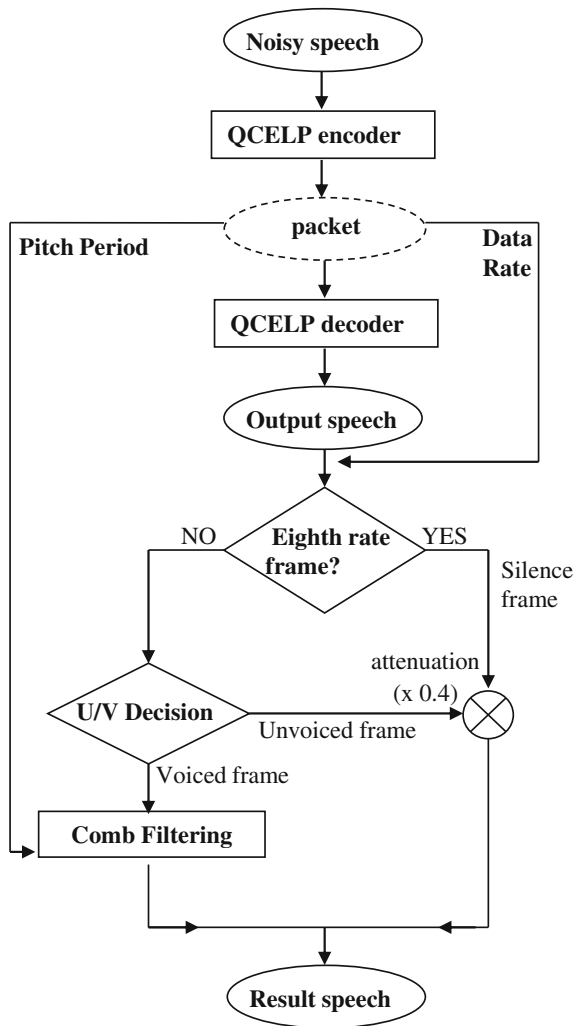 Noisy speech
QCELP encoder
packet
Pitch Period
Data
Rate
QCELP decoder
Output speech
NO
YES
Eighth rate
frame?
Silence
frame
attenuation
(x 0.4)
U/V Decision
Unvoiced frame
Voiced frame
Comb Filtering
Result speech